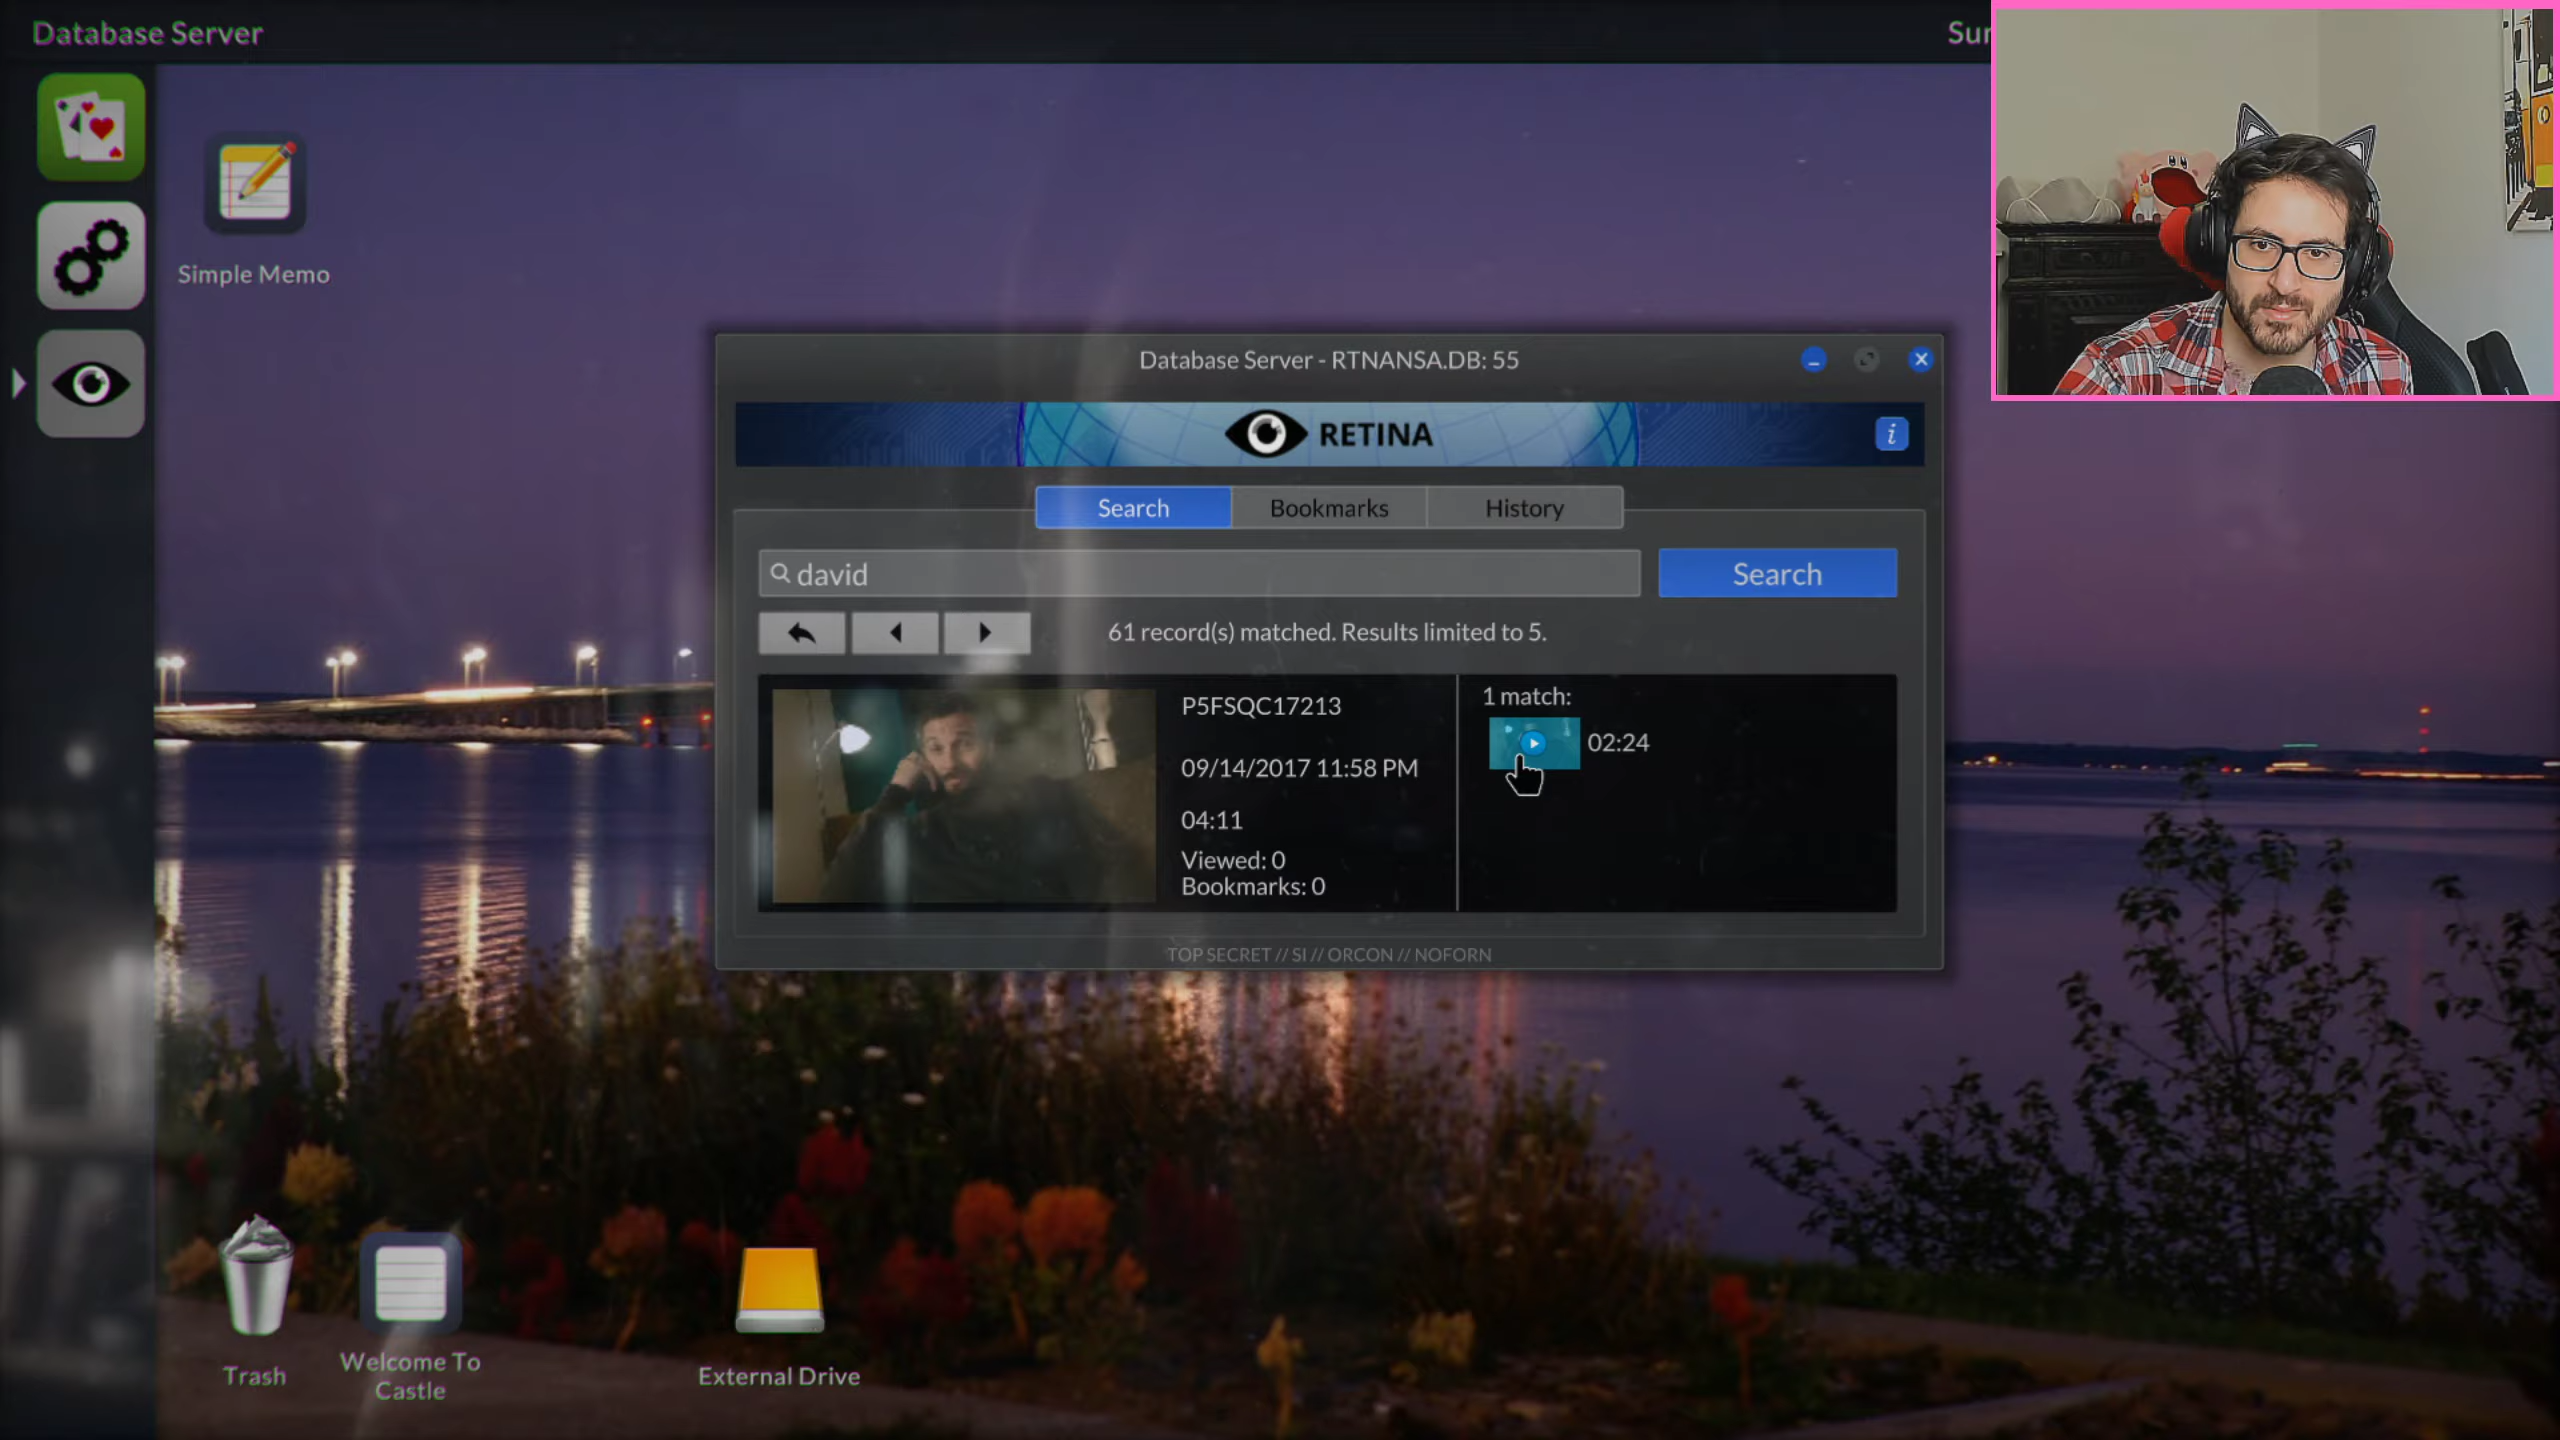 Database Server
Sun
Simple Memo
Database Server - RTNANSA.DB: 55
RETINA
i
Search
Bookmarks
History
david
Search
61 record(s) matched. Results limited to 5.
P5FSQC17213
09/14/2017 11:58 PM
04:11
Viewed: 0
Bookmarks: 0
1 match:
02:24
TOP SECRET // SI // ORCON // NOFORN
Trash
Welcome To
Castle
External Drive